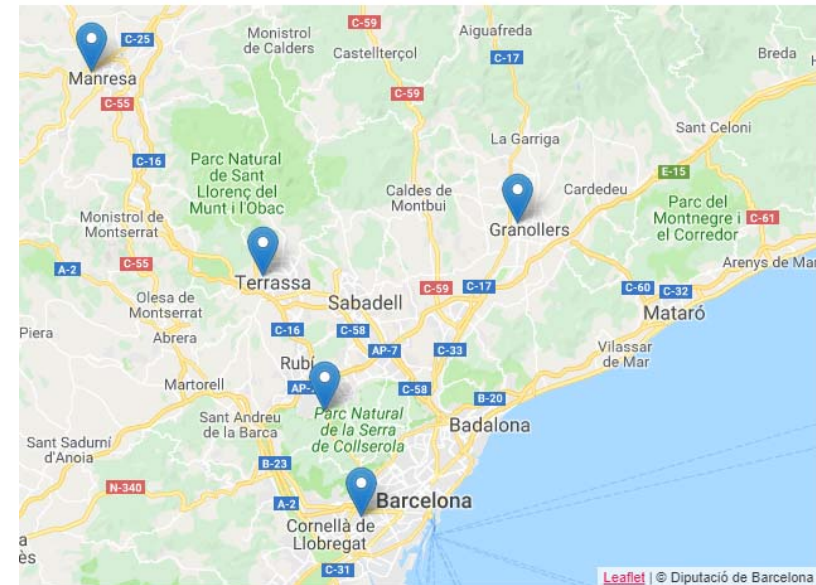 C-59
Monistrol
de Calders
Aiguafreda
C-25
Castellterçol
C-17
Breda
Manresa
C-55
C-59
C-16
La Garriga
Sant Celoni
E-15
Parc Natural
de Sant
Llorenç del
Munt i l'Obac
Caldes de
Montbui
Cardedeu
Parc del
Montnegre i
el Corredor
C-61
Monistrol de
Montserrat
Granollers
A-2
C-55
Terrassa
Arenys de Mar
Olesa de
Montserrat
Sabadell
C-59
C-17
C-60
C-32
Mataró
Piera
Abrera
C-16
C-58
AP-7
C-33
Vilassar
de Mar
Rubí
Martorell
AP-7
C-58
B-20
Sant Andreu
de la Barca
Parc Natural
de la Serra
de Collserola
Badalona
Sant Sadurní
d'Anoia
B-23
N-340
A-2
Barcelona
Cornellà de
Llobregat
C-31
a
ès
Leaflet | © Diputació de Barcelona